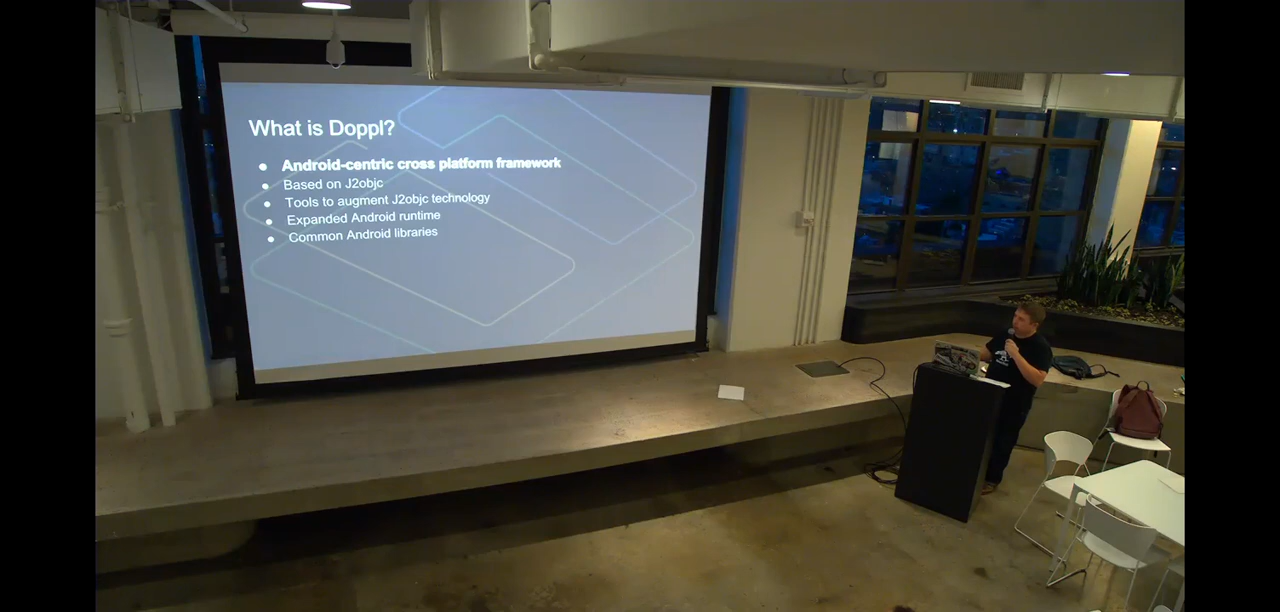 What is Doppl?
● Android-centric cross platform framework
● Based on J2objc
● Tools to augment J2objc technology
● Expanded Android runtime
● Common Android libraries